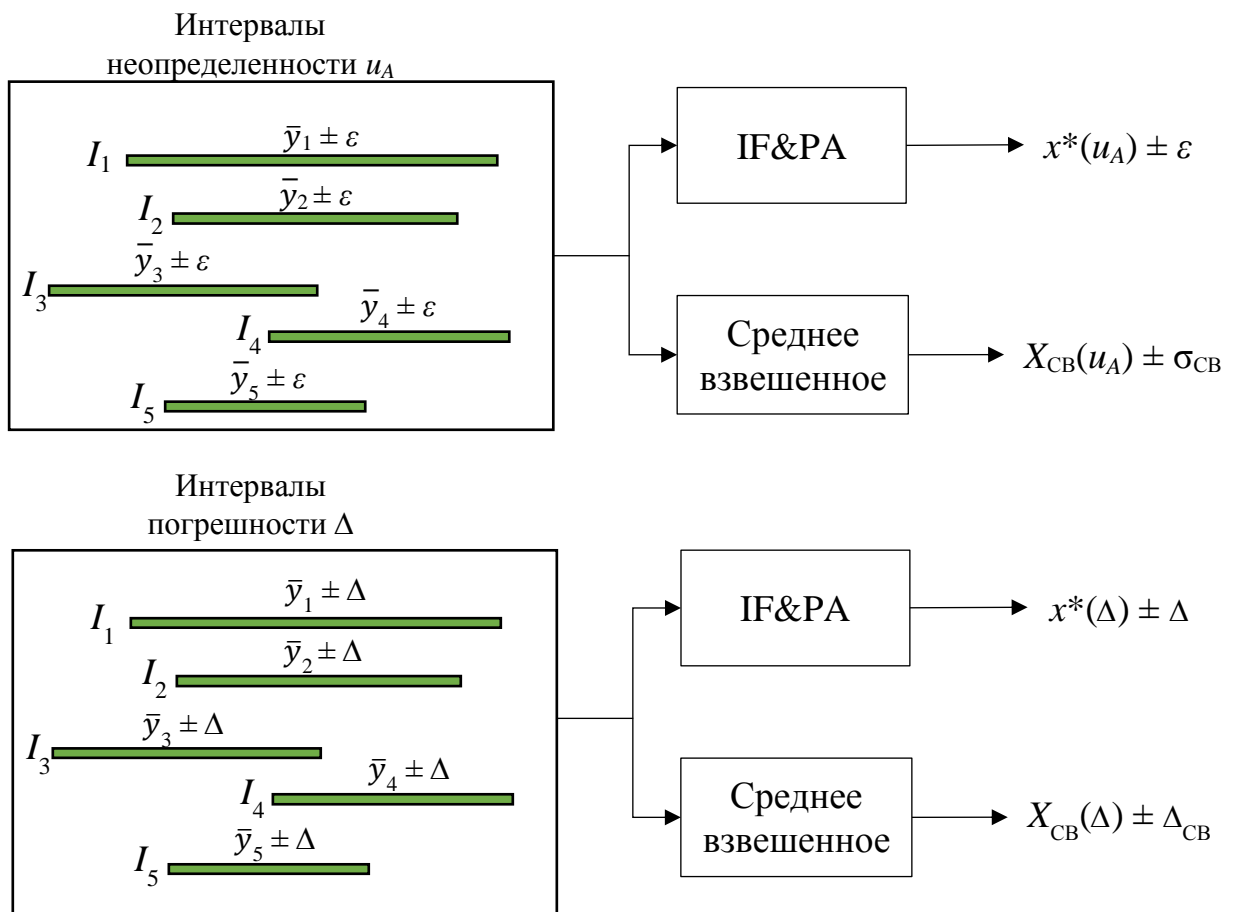 Интервалы
неопределенности u_A
I_1
ȳ_1 ± ε
I_2
ȳ_2 ± ε
I_3
ȳ_3 ± ε
I_4
ȳ_4 ± ε
I_5
ȳ_5 ± ε
IF&PA
x*(u_A) ± ε
Среднее
взвешенное
X_СВ(u_A) ± σ_СВ
Интервалы
погрешности Δ
I_1
ȳ_1 ± Δ
I_2
ȳ_2 ± Δ
I_3
ȳ_3 ± Δ
I_4
ȳ_4 ± Δ
I_5
ȳ_5 ± Δ
IF&PA
x*(Δ) ± Δ
Среднее
взвешенное
X_СВ(Δ) ± Δ_СВ